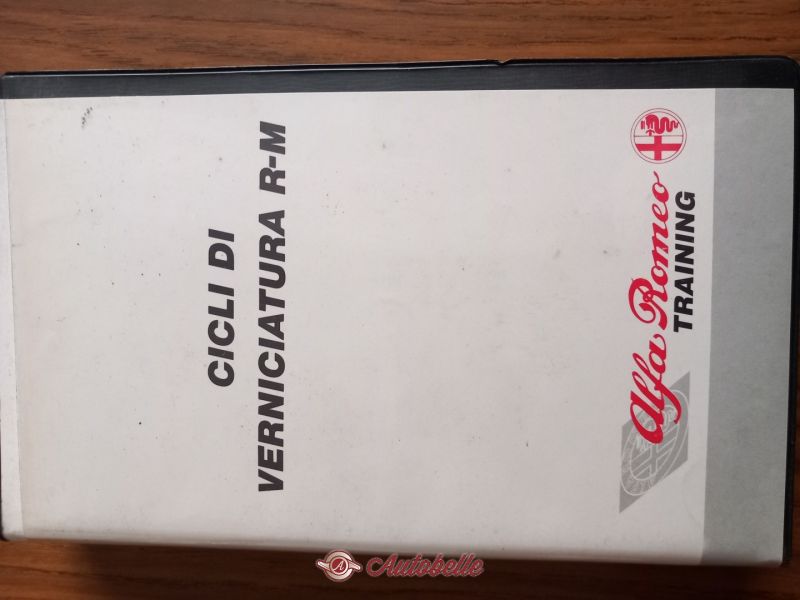 CICLI DI
VERNICIATURA R-M
Alfa Romeo
TRAINING
Autobelle